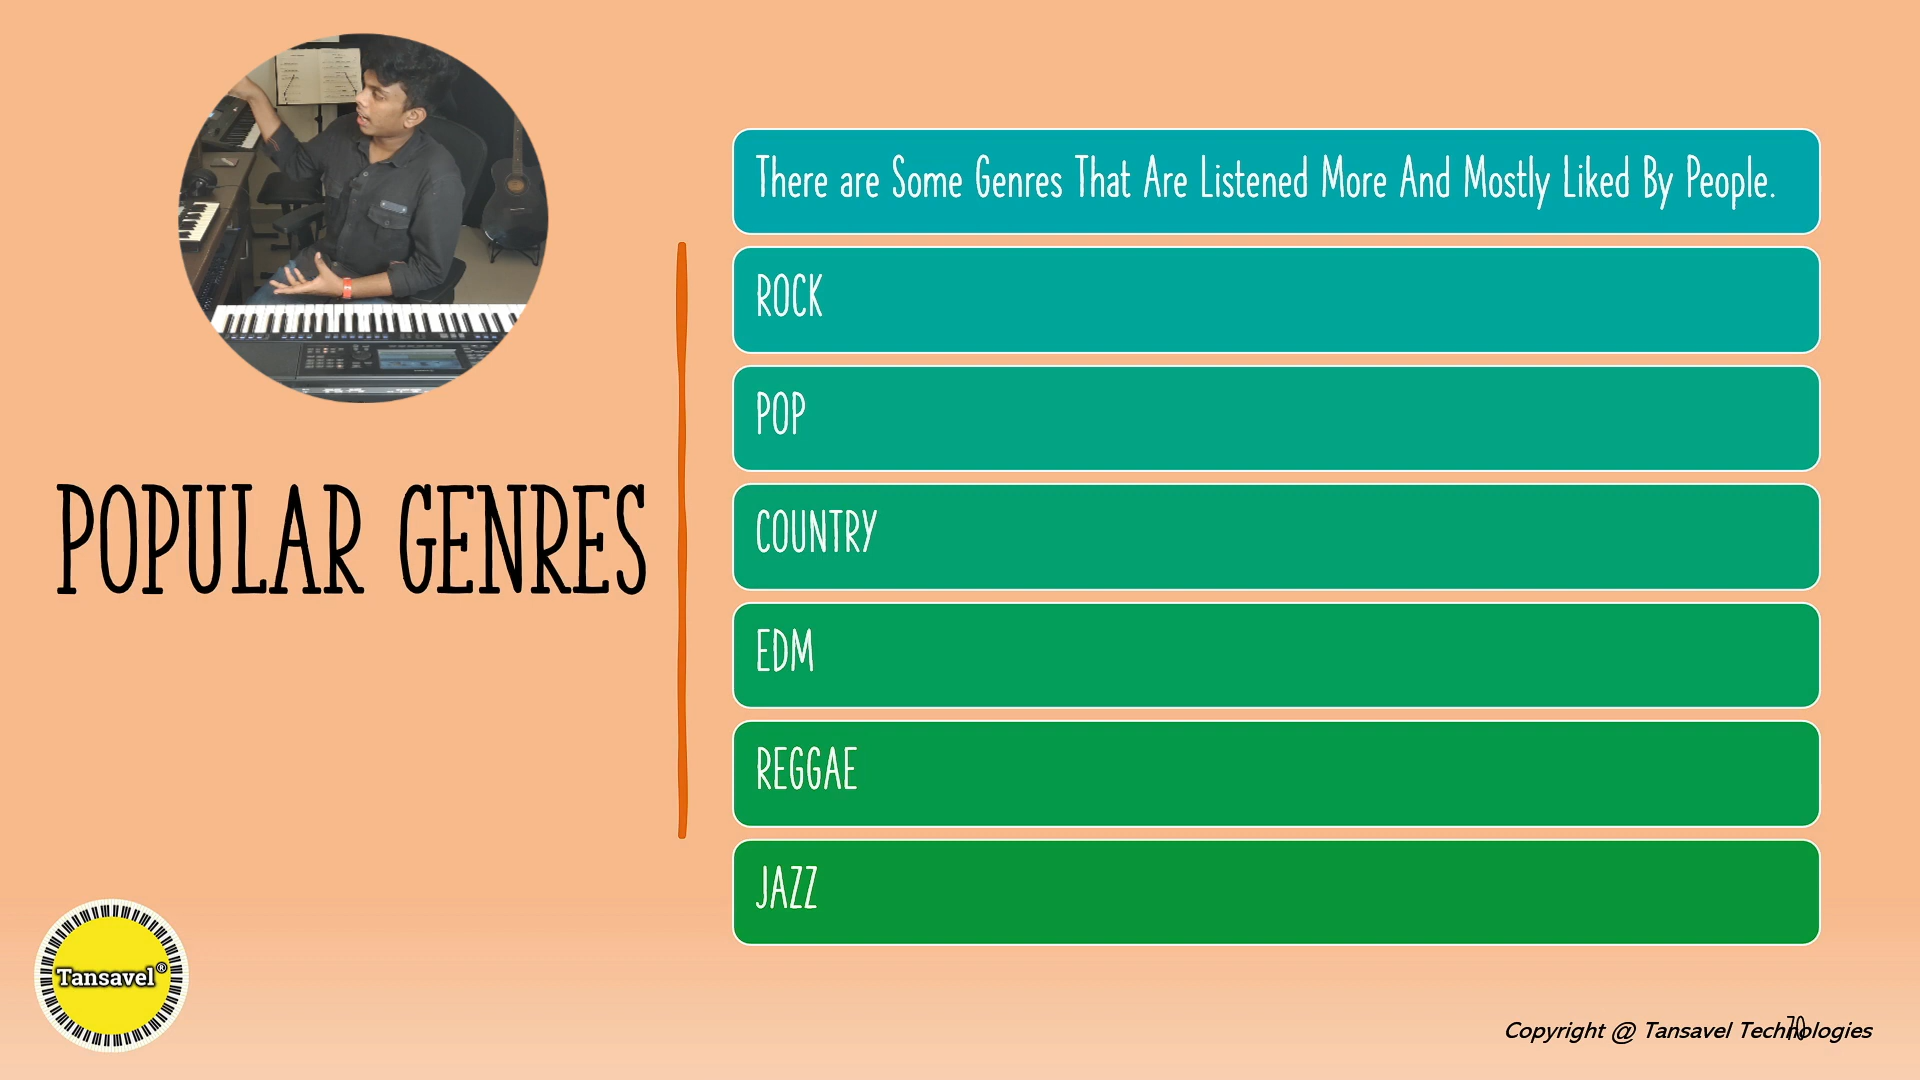 POPULAR GENRES
There are Some Genres That Are Listened More And Mostly Liked By People.
ROCK
POP
COUNTRY
EDM
REGGAE
JAZZ
Tansavel®
Copyright @ Tansavel Technologies
70